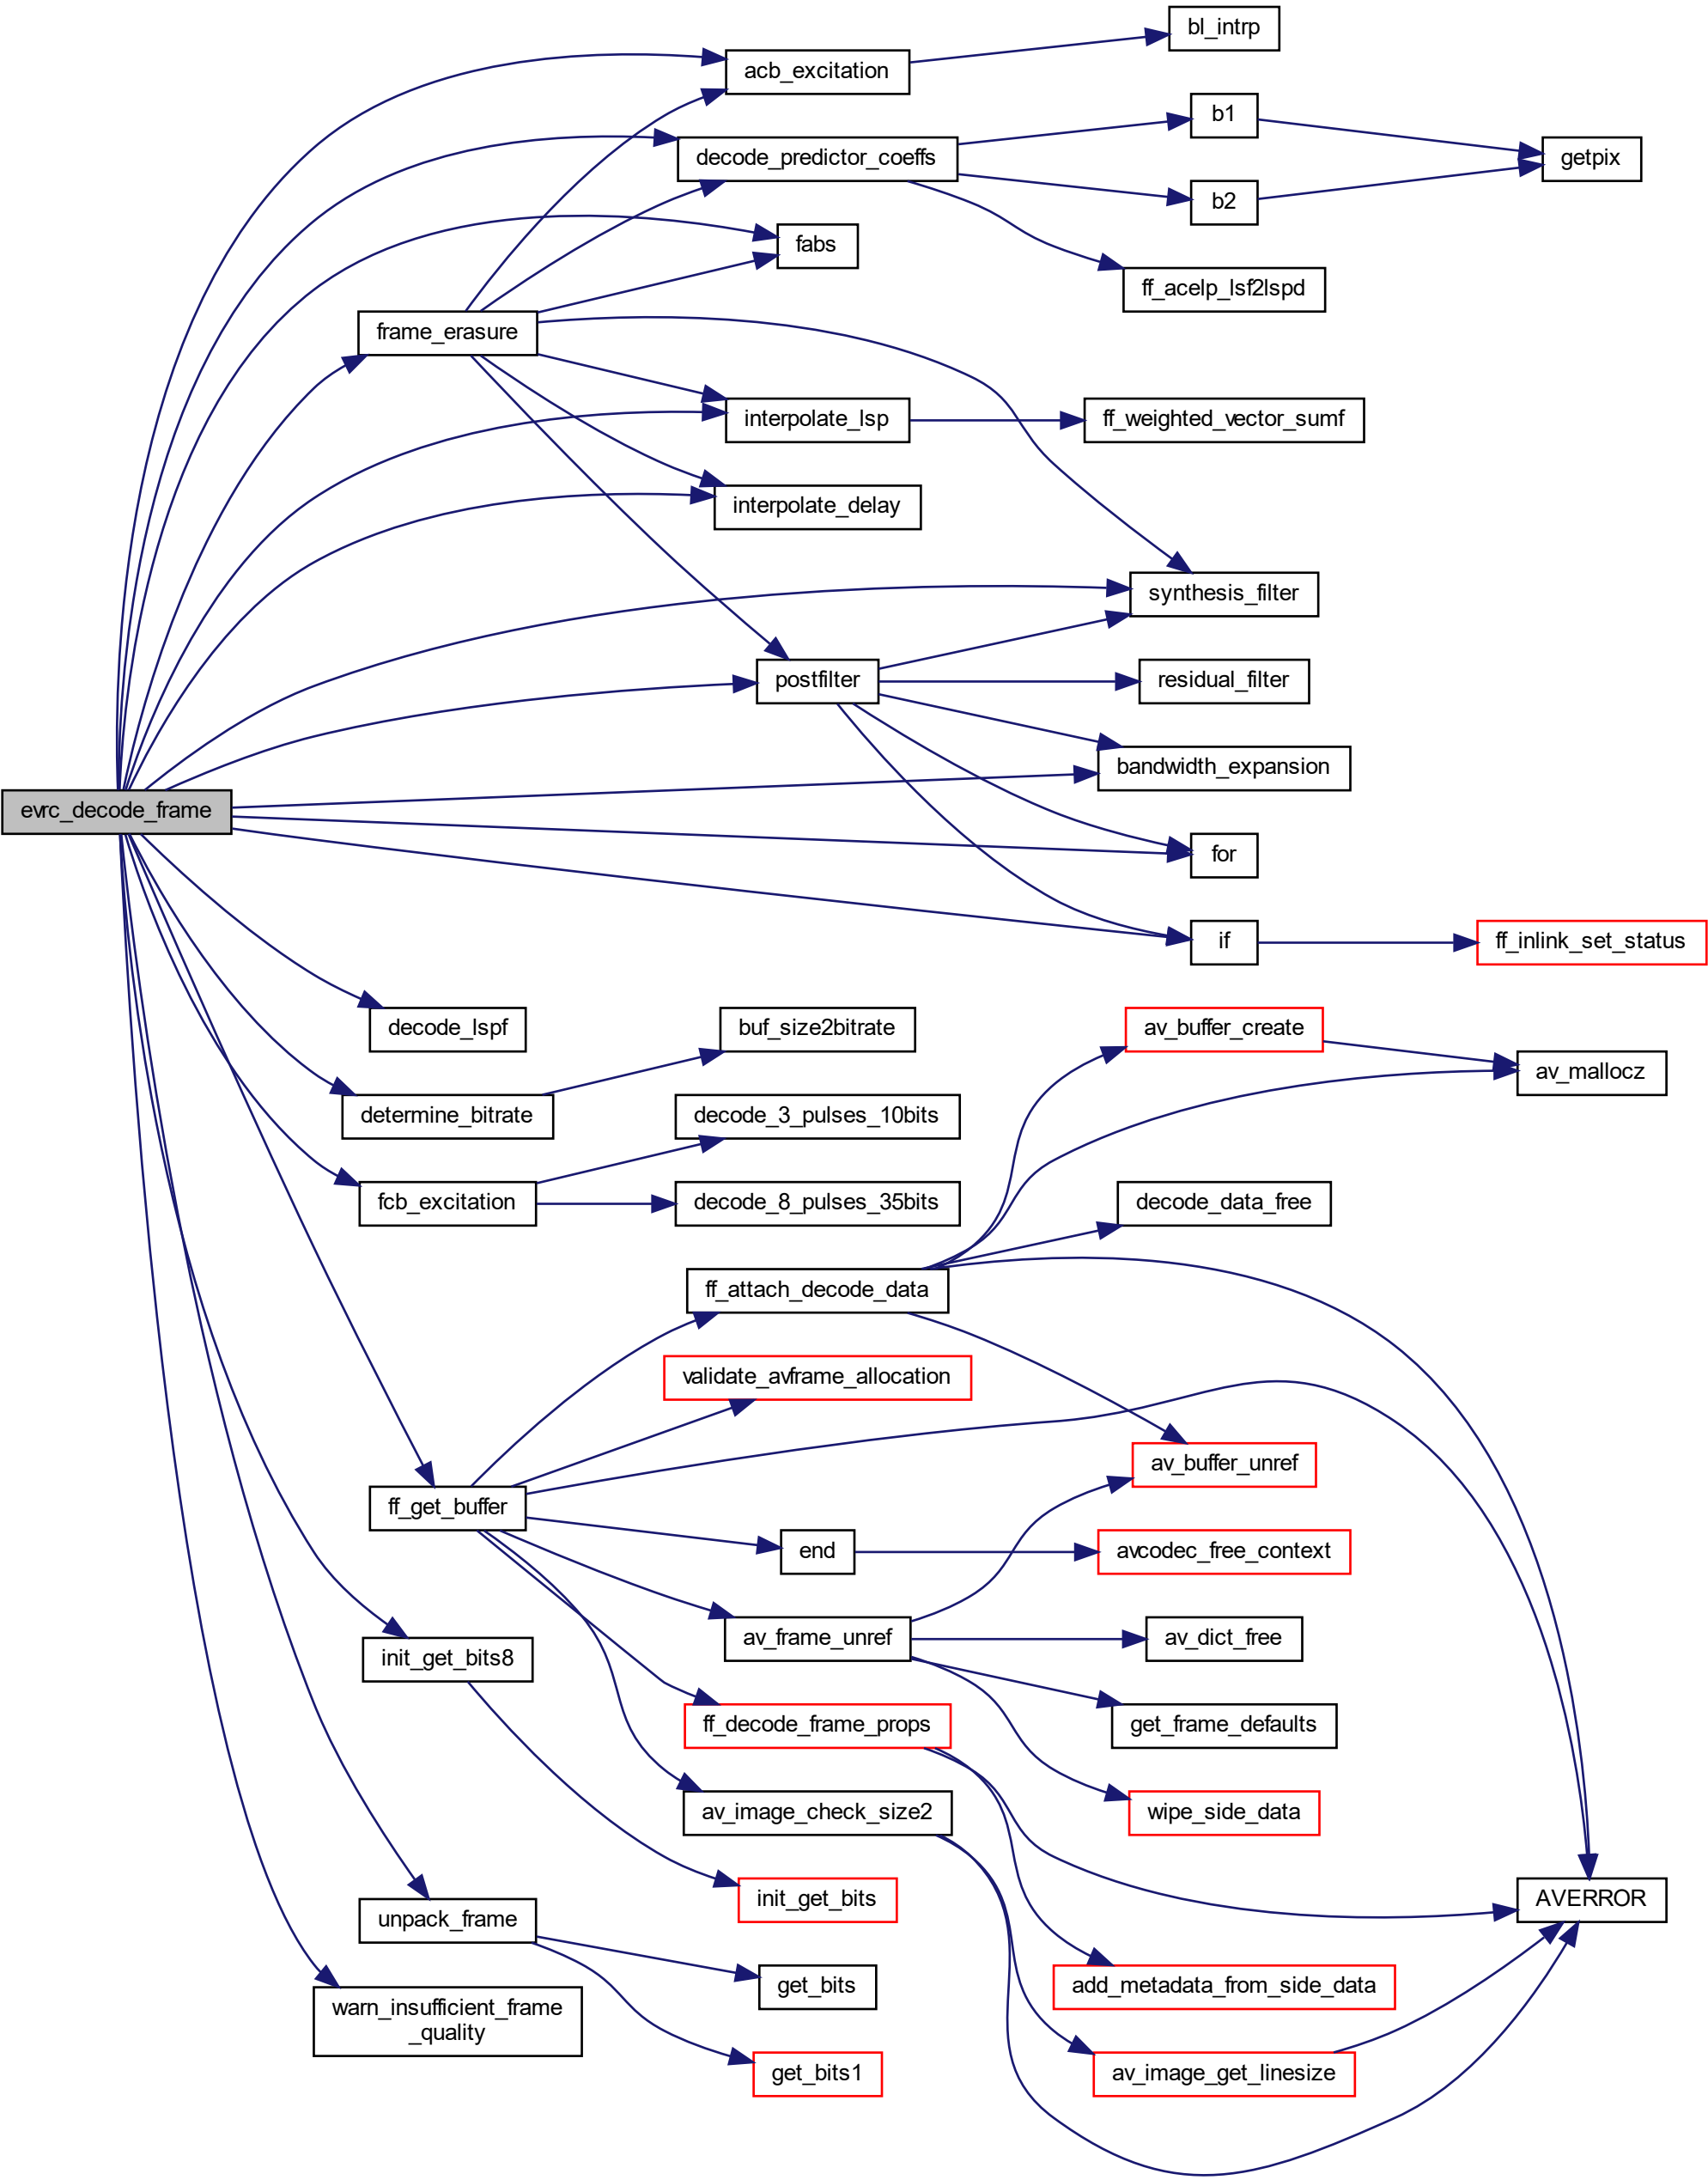 bl_intrp
acb_excitation
b1
decode_predictor_coeffs
getpix
b2
fabs
ff_acelp_lsf2lspd
frame_erasure
interpolate_lsp
ff_weighted_vector_sumf
interpolate_delay
synthesis_filter
postfilter
residual_filter
bandwidth_expansion
evrc_decode_frame
for
if
ff_inlink_set_status
decode_lspf
buf_size2bitrate
av_buffer_create
av_mallocz
determine_bitrate
decode_3_pulses_10bits
fcb_excitation
decode_8_pulses_35bits
decode_data_free
ff_attach_decode_data
validate_avframe_allocation
av_buffer_unref
ff_get_buffer
end
avcodec_free_context
av_frame_unref
av_dict_free
init_get_bits8
ff_decode_frame_props
get_frame_defaults
av_image_check_size2
wipe_side_data
init_get_bits
AVERROR
unpack_frame
get_bits
add_metadata_from_side_data
warn_insufficient_frame
_quality
get_bits1
av_image_get_linesize